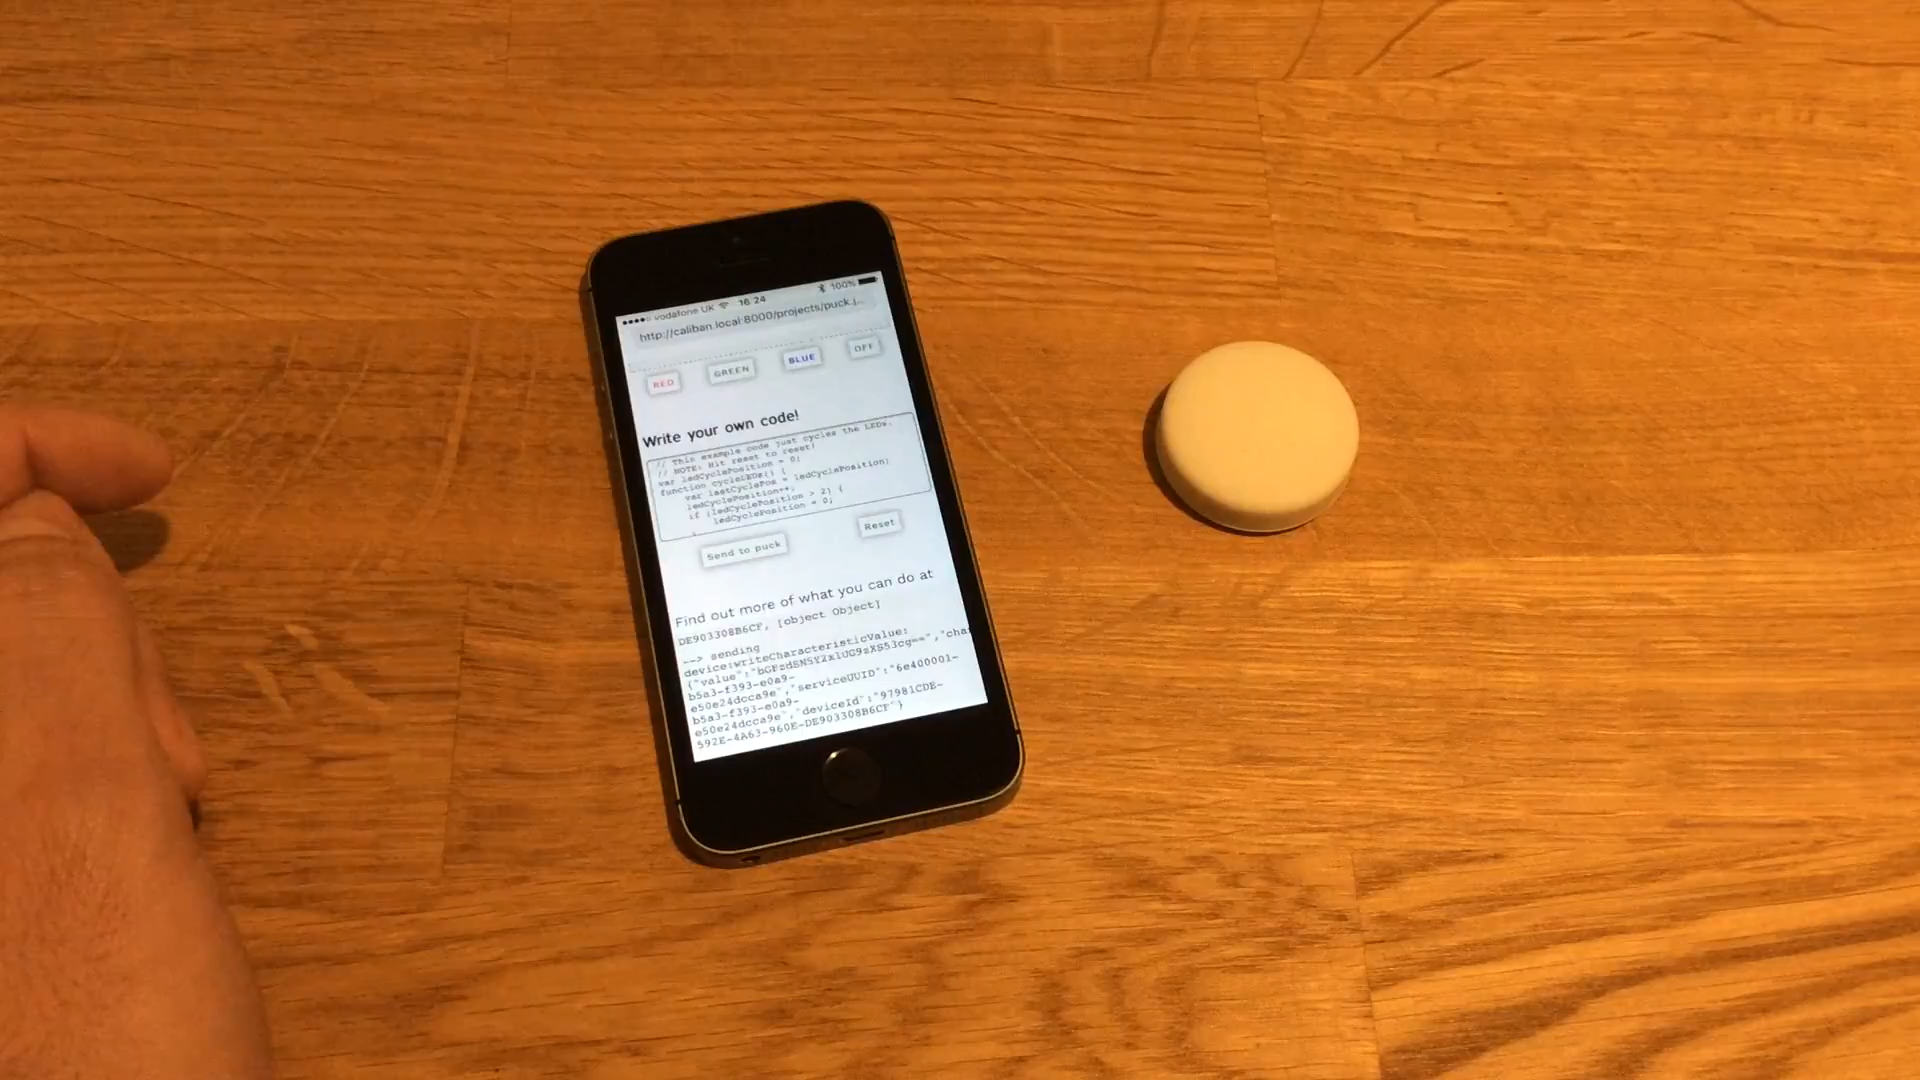 vodafone UK 16:24 100%
http://caliban.local:8000/projects/puck.j...
RED GREEN BLUE OFF
Write your own code!
// This example code just cycles the LEDs.
// NOTE: Hit reset to reset!
var ledCyclePosition = 0;
function cycleLEDs() {
var lastCyclePos = ledCyclePosition;
ledCyclePosition++;
if (ledCyclePosition > 2) {
ledCyclePosition = 0;
Send to puck Reset
Find out more of what you can do at
DE903308B6CF, [object Object]
--> sending
device:writeCharacteristicValue:
b5a3-f393-e0a9-
e50e24dcca9e","serviceUUID":"6e400001-
b5a3-f393-e0a9-
e50e24dcca9e","deviceId":"97981CDE-
592E-4A63-960E-DE903308B6CF"}